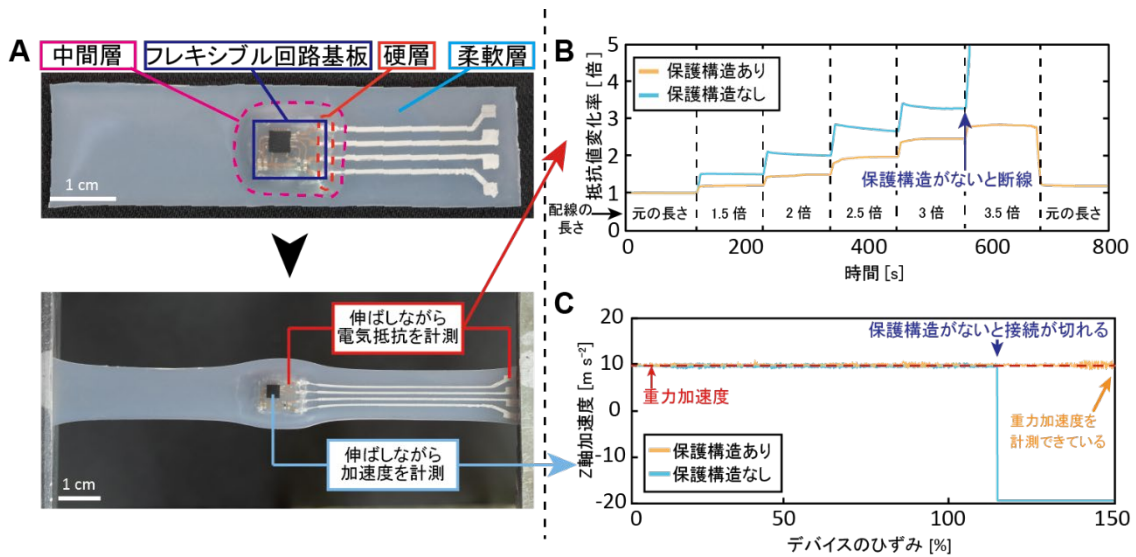 A
中間層
フレキシブル回路基板
硬層
柔軟層
1 cm
伸ばしながら
電気抵抗を計測
伸ばしながら
加速度を計測
1 cm
B
抵抗値変化率 [倍]
5
4
3
2
1
0
保護構造あり
保護構造なし
保護構造がないと断線
配線の
長さ
元の長さ
1.5 倍
2 倍
2.5 倍
3 倍
3.5 倍
元の長さ
0
200
400
600
800
時間 [s]
C
Z軸加速度 [m s⁻²]
20
10
0
-10
-20
保護構造がないと接続が切れる
重力加速度
重力加速度を
計測できている
保護構造あり
保護構造なし
0
50
100
150
デバイスのひずみ [%]